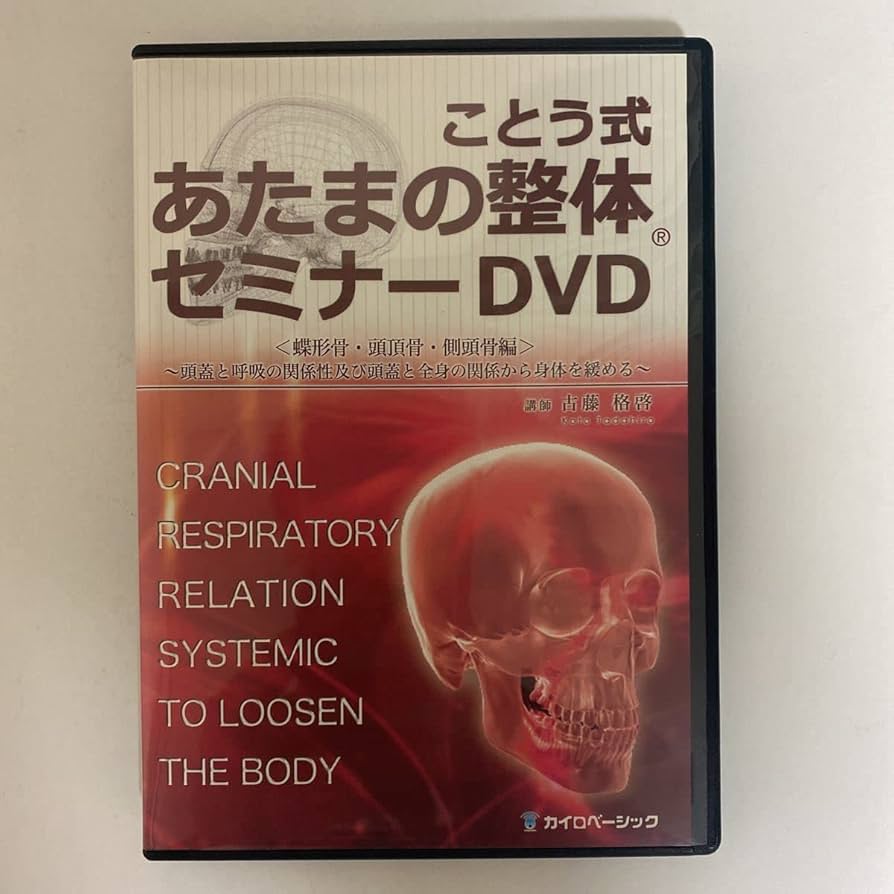 ことう式
あたまの整体®
セミナーDVD
＜蝶形骨・頭頂骨・側頭骨編＞
～頭蓋と呼吸の関係性及び頭蓋と全身の関係から身体を緩める～
講師 古藤 格啓
Koto Tadahiro
CRANIAL
RESPIRATORY
RELATION
SYSTEMIC
TO LOOSEN
THE BODY
カイロベーシック